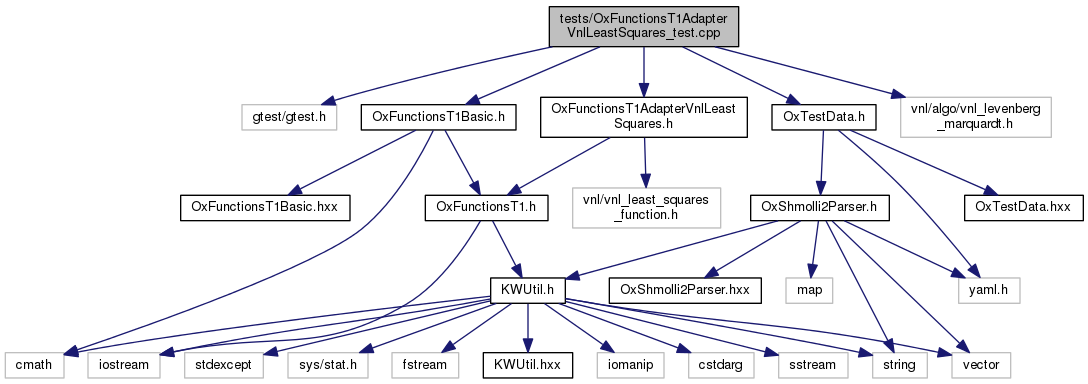 tests/OxFunctionsT1Adapter
VnlLeastSquares_test.cpp
gtest/gtest.h
OxFunctionsT1Basic.h
OxFunctionsT1AdapterVnlLeast
Squares.h
OxTestData.h
vnl/algo/vnl_levenberg
_marquardt.h
OxFunctionsT1Basic.hxx
OxFunctionsT1.h
vnl/vnl_least_squares
_function.h
OxShmolli2Parser.h
OxTestData.hxx
KWUtil.h
OxShmolli2Parser.hxx
map
yaml.h
cmath
iostream
stdexcept
sys/stat.h
fstream
KWUtil.hxx
iomanip
cstdarg
sstream
string
vector